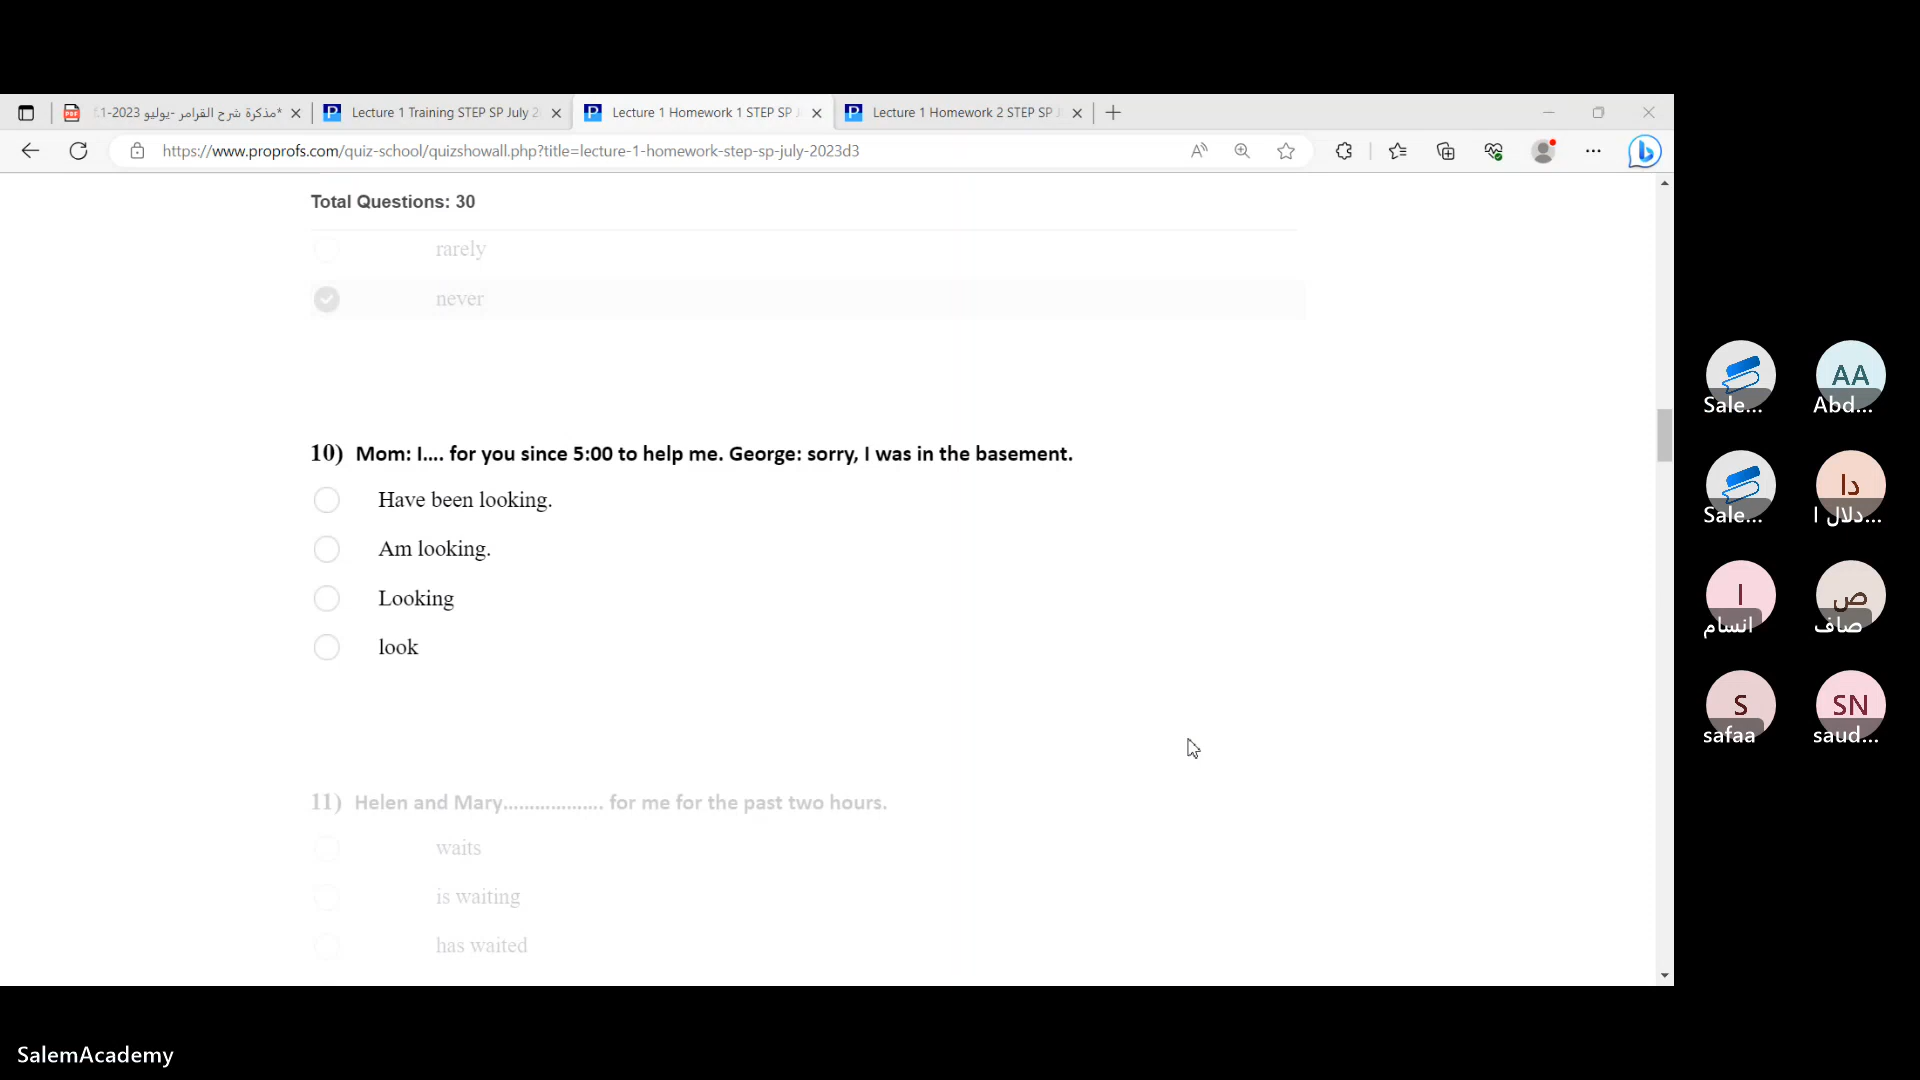 *مذكرة شرح القرامر -يوليو 2023-1.
Lecture 1 Training STEP SP July 2
Lecture 1 Homework 1 STEP SP J
Lecture 1 Homework 2 STEP SP J
https://www.proprofs.com/quiz-school/quizshowall.php?title=lecture-1-homework-step-sp-july-2023d3
Total Questions: 30
rarely
never
10) Mom: I.... for you since 5:00 to help me. George: sorry, I was in the basement.
Have been looking.
Am looking.
Looking
look
11) Helen and Mary................... for me for the past two hours.
waits
is waiting
has waited
AA
Sale...
Abd...
دا
Sale...
دلال ا...
ا
ص
انسام
صاف
S
SN
safaa
saud...
SalemAcademy